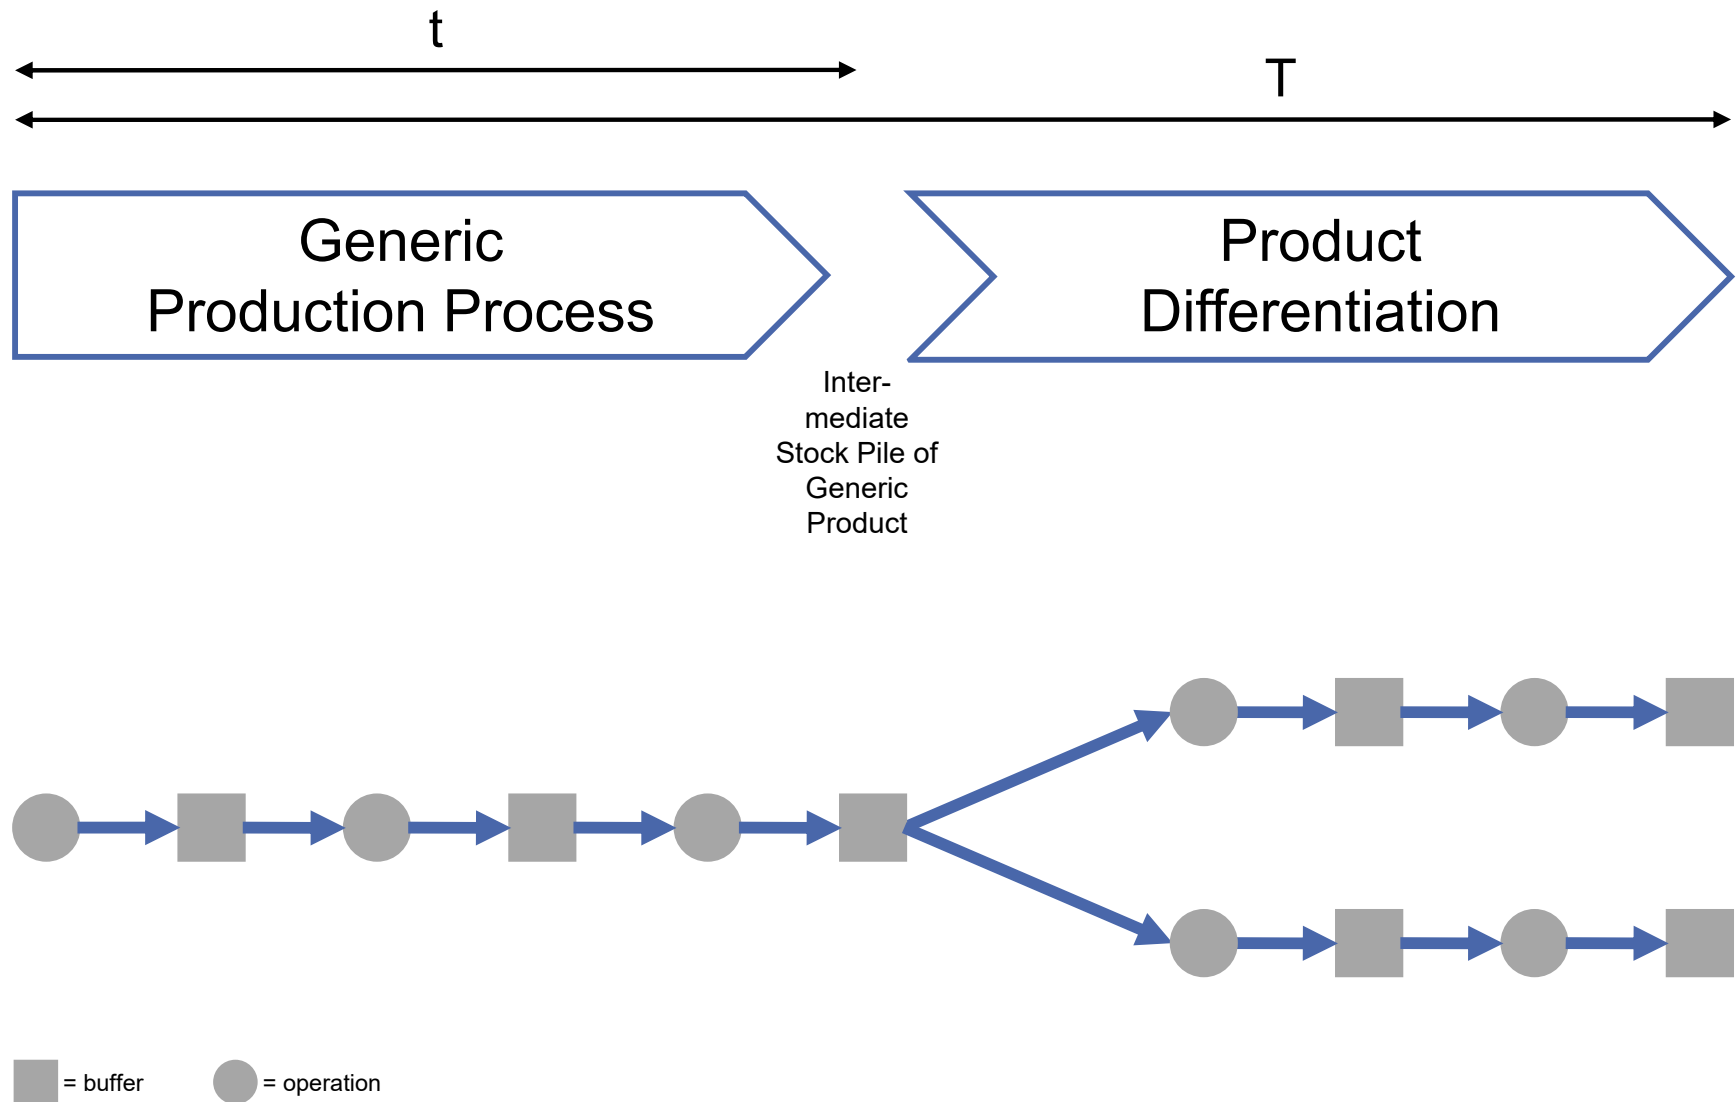 t
T
Generic
Production Process
Product
Differentiation
Inter-
mediate
Stock Pile of
Generic
Product
= buffer
= operation